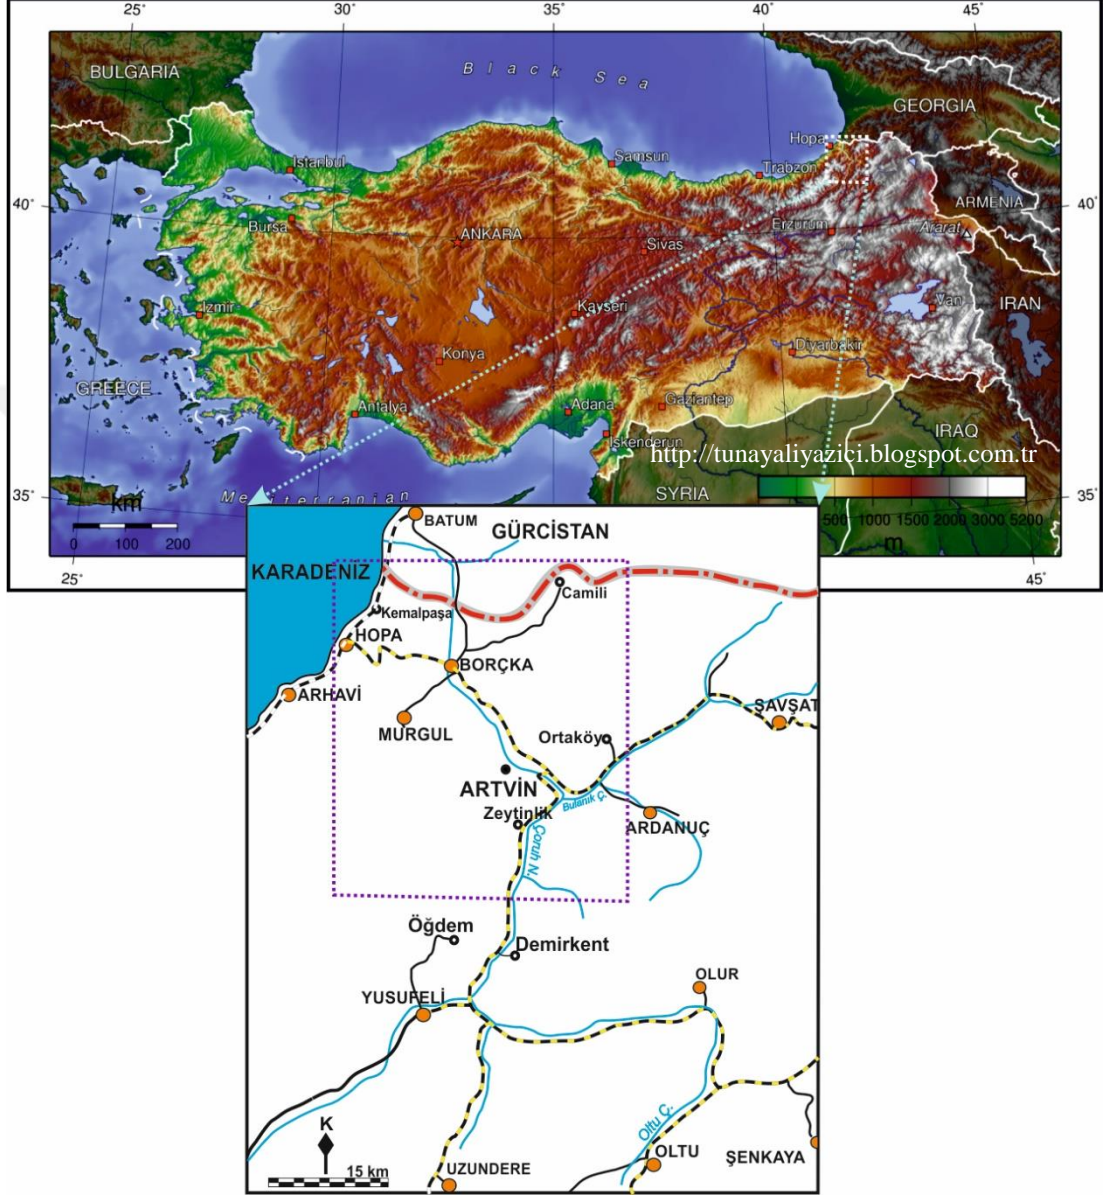 25° 30° 35° 40° 45°
BULGARIA
Black Sea
GEORGIA
Hopa
Samsun
Trabzon
Istanbul
40° 40°
ARMENIA
Bursa
ANKARA
Sivas
Erzurum
Ararat
Izmir
Kayseri
Van
IRAN
Konya
Diyarbakir
GREECE
Antalya
Adana
Gaziantep
Iskenderun
IRAQ
http://tunayaliyazici.blogspot.com.tr
35° 35°
Mediterranian
SYRIA
km
0 100 200
500 1000 1500 2000 3000 5200
m
25° 45°
BATUM
GÜRCİSTAN
KARADENİZ
Camili
Kemalpaşa
HOPA
BORÇKA
ARHAVİ
ŞAVŞAT
MURGUL
Ortaköy
ARTVİN
Bulanık Ç.
Zeytinlik
ARDANUÇ
Çoruh N.
Öğdem
Demirkent
OLUR
YUSUFELİ
Oltu Ç.
K
15 km
OLTU
ŞENKAYA
UZUNDERE